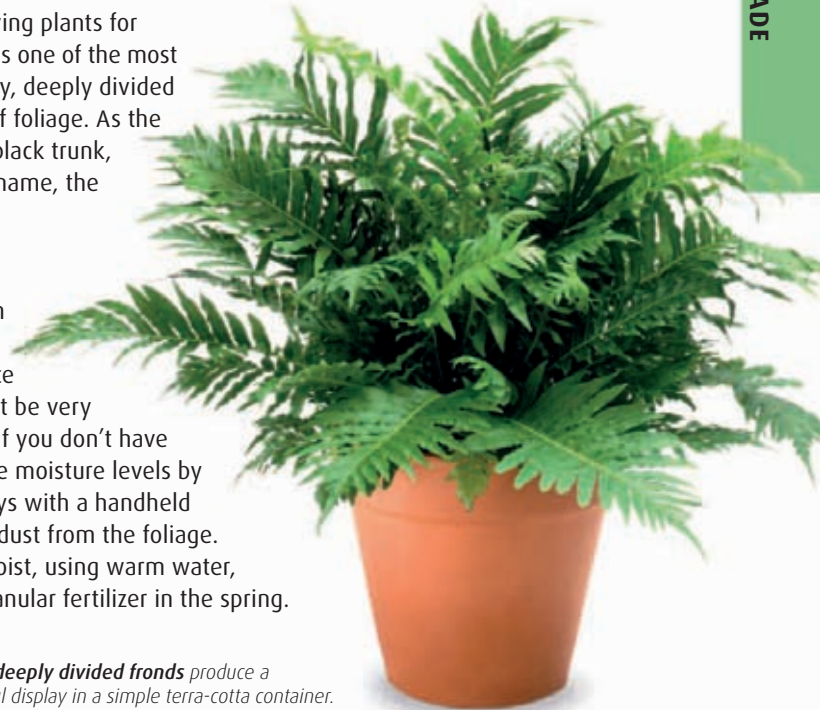 ing plants for
s one of the most
y, deeply divided
f foliage. As the
black trunk,
name, the
n
e
t be very
f you don't have
e moisture levels by
ys with a handheld
dust from the foliage.
oist, using warm water,
anular fertilizer in the spring.
deeply divided fronds produce a
l display in a simple terra-cotta container.
ADE